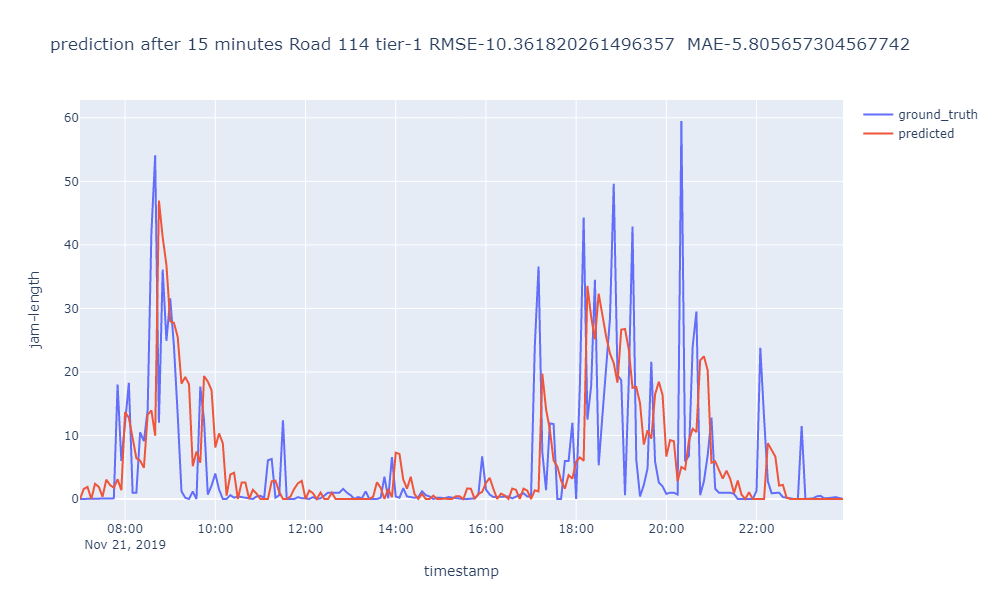 prediction after 15 minutes Road 114 tier-1 RMSE-10.361820261496357  MAE-5.805657304567742
ground_truth
predicted
jam-length
60
50
40
30
20
10
0
08:00 10:00 12:00 14:00 16:00 18:00 20:00 22:00
Nov 21, 2019
timestamp